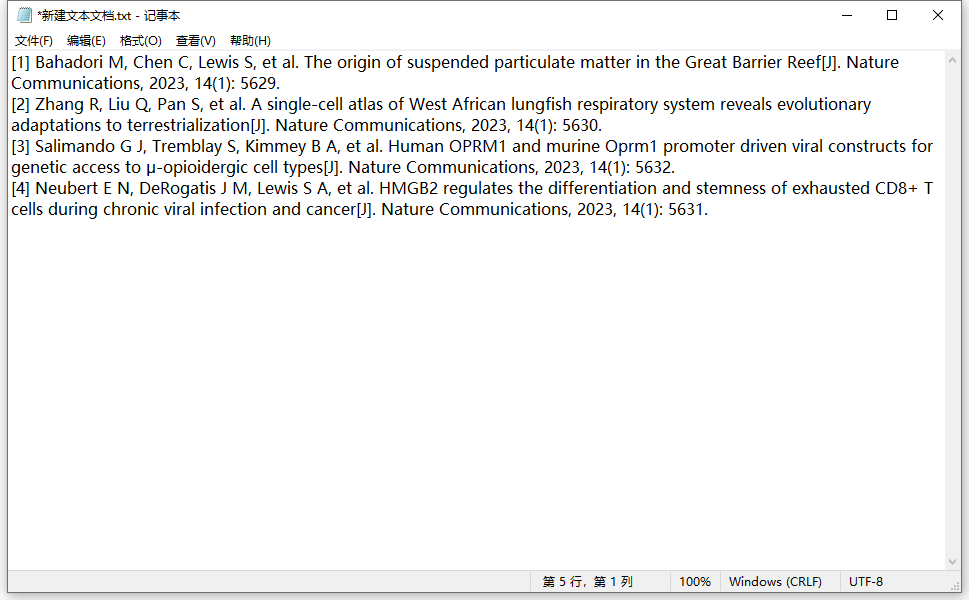 *新建文本文档.txt - 记事本
文件(F) 编辑(E) 格式(O) 查看(V) 帮助(H)
[1] Bahadori M, Chen C, Lewis S, et al. The origin of suspended particulate matter in the Great Barrier Reef[J]. Nature
Communications, 2023, 14(1): 5629.
[2] Zhang R, Liu Q, Pan S, et al. A single-cell atlas of West African lungfish respiratory system reveals evolutionary
adaptations to terrestrialization[J]. Nature Communications, 2023, 14(1): 5630.
[3] Salimando G J, Tremblay S, Kimmey B A, et al. Human OPRM1 and murine Oprm1 promoter driven viral constructs for
genetic access to μ-opioidergic cell types[J]. Nature Communications, 2023, 14(1): 5632.
[4] Neubert E N, DeRogatis J M, Lewis S A, et al. HMGB2 regulates the differentiation and stemness of exhausted CD8+ T
cells during chronic viral infection and cancer[J]. Nature Communications, 2023, 14(1): 5631.
第 5 行，第 1 列 100% Windows (CRLF) UTF-8